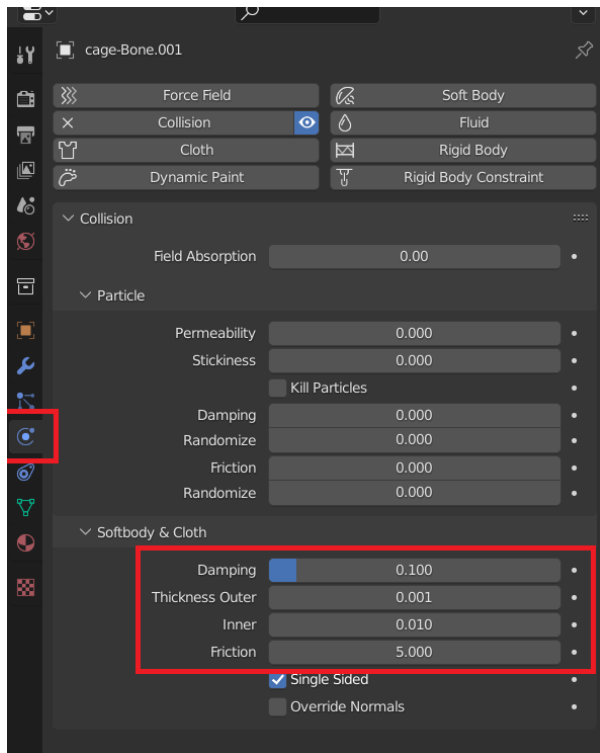 cage-Bone.001
Force Field
Soft Body
Collision
Fluid
Cloth
Rigid Body
Dynamic Paint
Rigid Body Constraint
Collision
Field Absorption 0.00
Particle
Permeability 0.000
Stickiness 0.000
Kill Particles
Damping 0.000
Randomize 0.000
Friction 0.000
Randomize 0.000
Softbody & Cloth
Damping 0.100
Thickness Outer 0.001
Inner 0.010
Friction 5.000
Single Sided
Override Normals